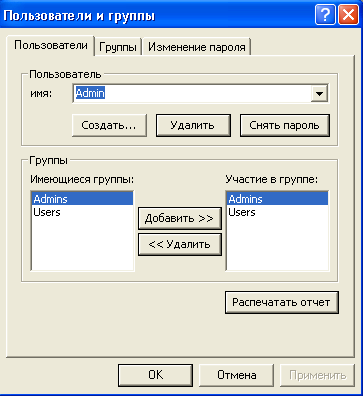 Пользователи и группы
Пользователи Группы Изменение пароля
Пользователь
имя: Admin
Создать... Удалить Снять пароль
Группы
Имеющиеся группы: Участие в группе:
Admins Admins
Users Users
Добавить >>
<< Удалить
Распечатать отчет
OK Отмена Применить